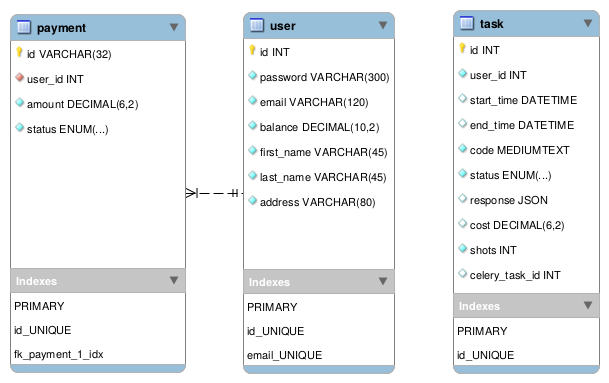 payment
id VARCHAR(32)
user_id INT
amount DECIMAL(6,2)
status ENUM(...)
Indexes
PRIMARY
id_UNIQUE
fk_payment_1_idx
user
id INT
password VARCHAR(300)
email VARCHAR(120)
balance DECIMAL(10,2)
first_name VARCHAR(45)
last_name VARCHAR(45)
address VARCHAR(80)
Indexes
PRIMARY
id_UNIQUE
email_UNIQUE
task
id INT
user_id INT
start_time DATETIME
end_time DATETIME
code MEDIUMTEXT
status ENUM(...)
response JSON
cost DECIMAL(6,2)
shots INT
celery_task_id INT
Indexes
PRIMARY
id_UNIQUE